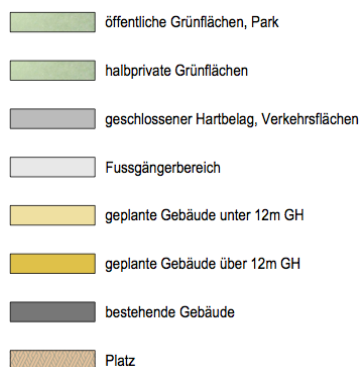 öffentliche Grünflächen, Park
halbprivate Grünflächen
geschlossener Hartbelag, Verkehrsflächen
Fussgängerbereich
geplante Gebäude unter 12m GH
geplante Gebäude über 12m GH
bestehende Gebäude
Platz